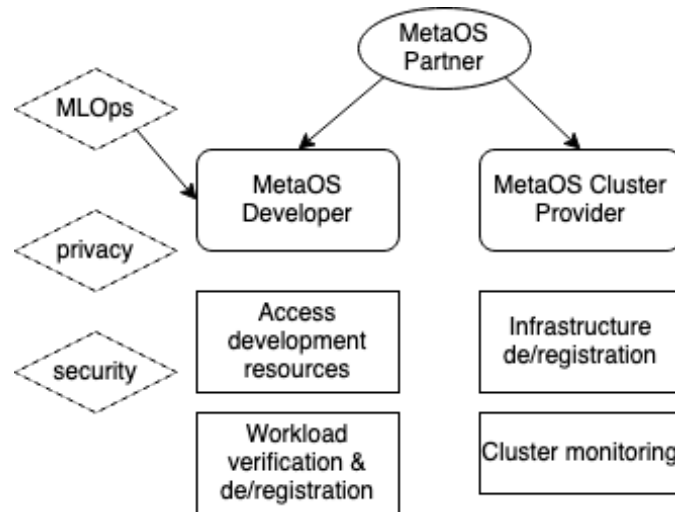 MetaOS
Partner
MLOps
MetaOS
Developer
MetaOS Cluster
Provider
privacy
Access
development
resources
Infrastructure
de/registration
security
Workload
verification &
de/registration
Cluster monitoring